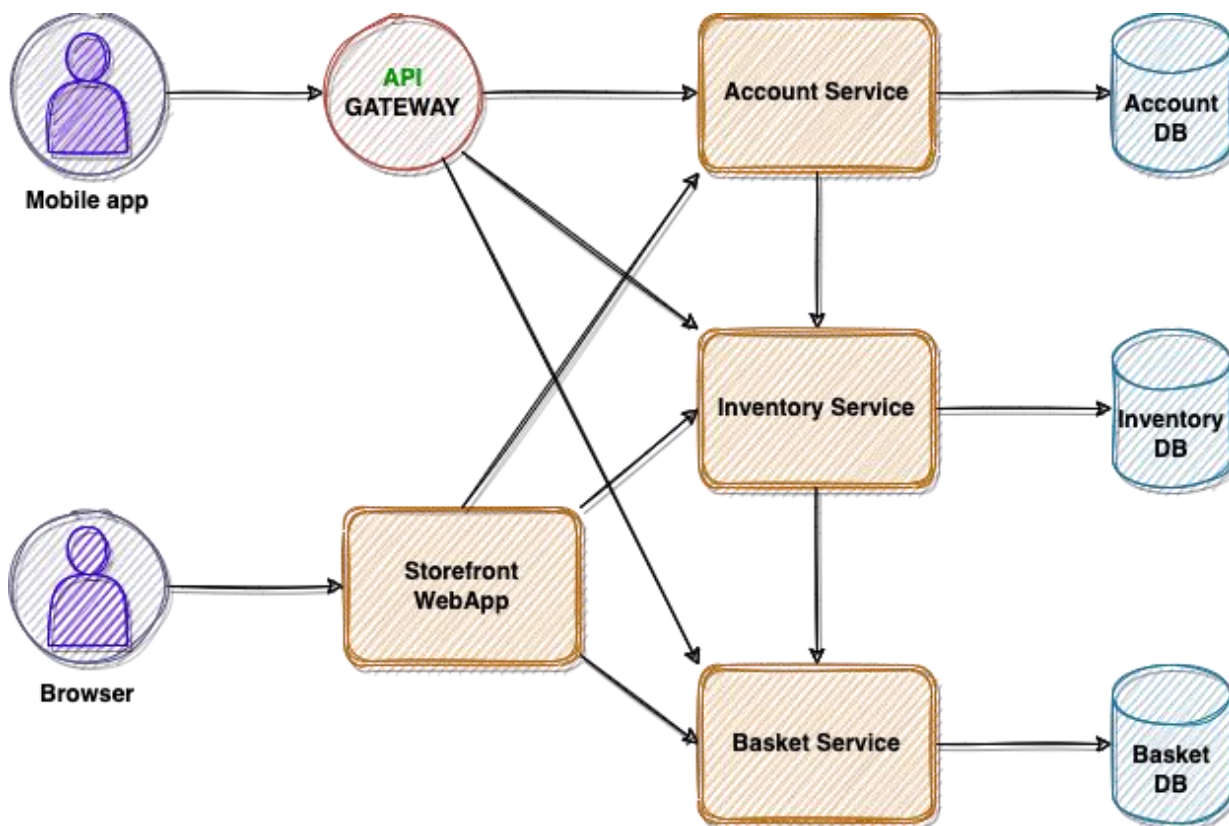 API
GATEWAY
Account Service
Account
DB
Mobile app
Inventory Service
Inventory
DB
Storefront
WebApp
Browser
Basket Service
Basket
DB